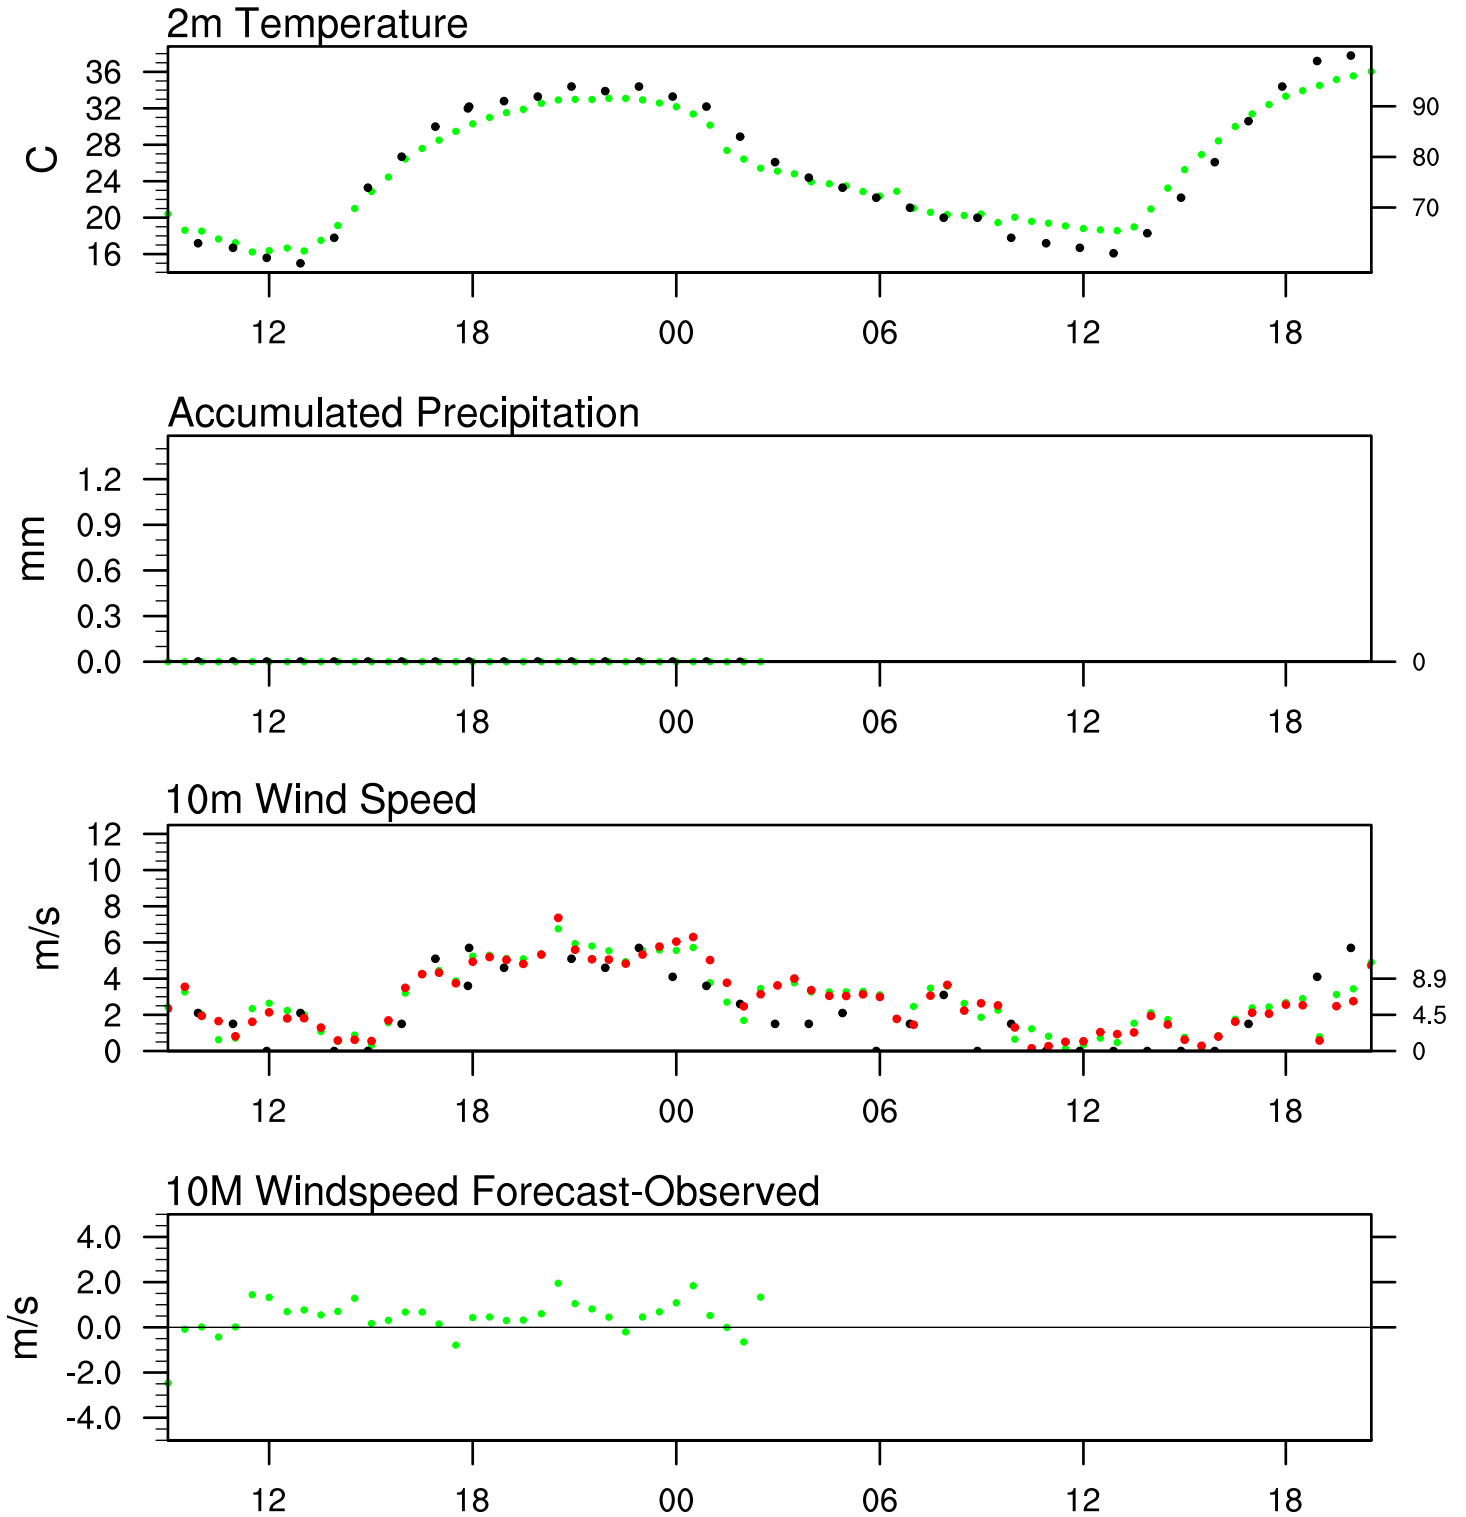 2m Temperature
36
32
28
24
20
16
C
90
80
70
12 18 00 06 12 18
Accumulated Precipitation
1.2
0.9
0.6
0.3
0.0
mm
0
12 18 00 06 12 18
10m Wind Speed
12
10
8
6
4
2
0
m/s
8.9
4.5
0
12 18 00 06 12 18
10M Windspeed Forecast-Observed
4.0
2.0
0.0
-2.0
-4.0
m/s
12 18 00 06 12 18